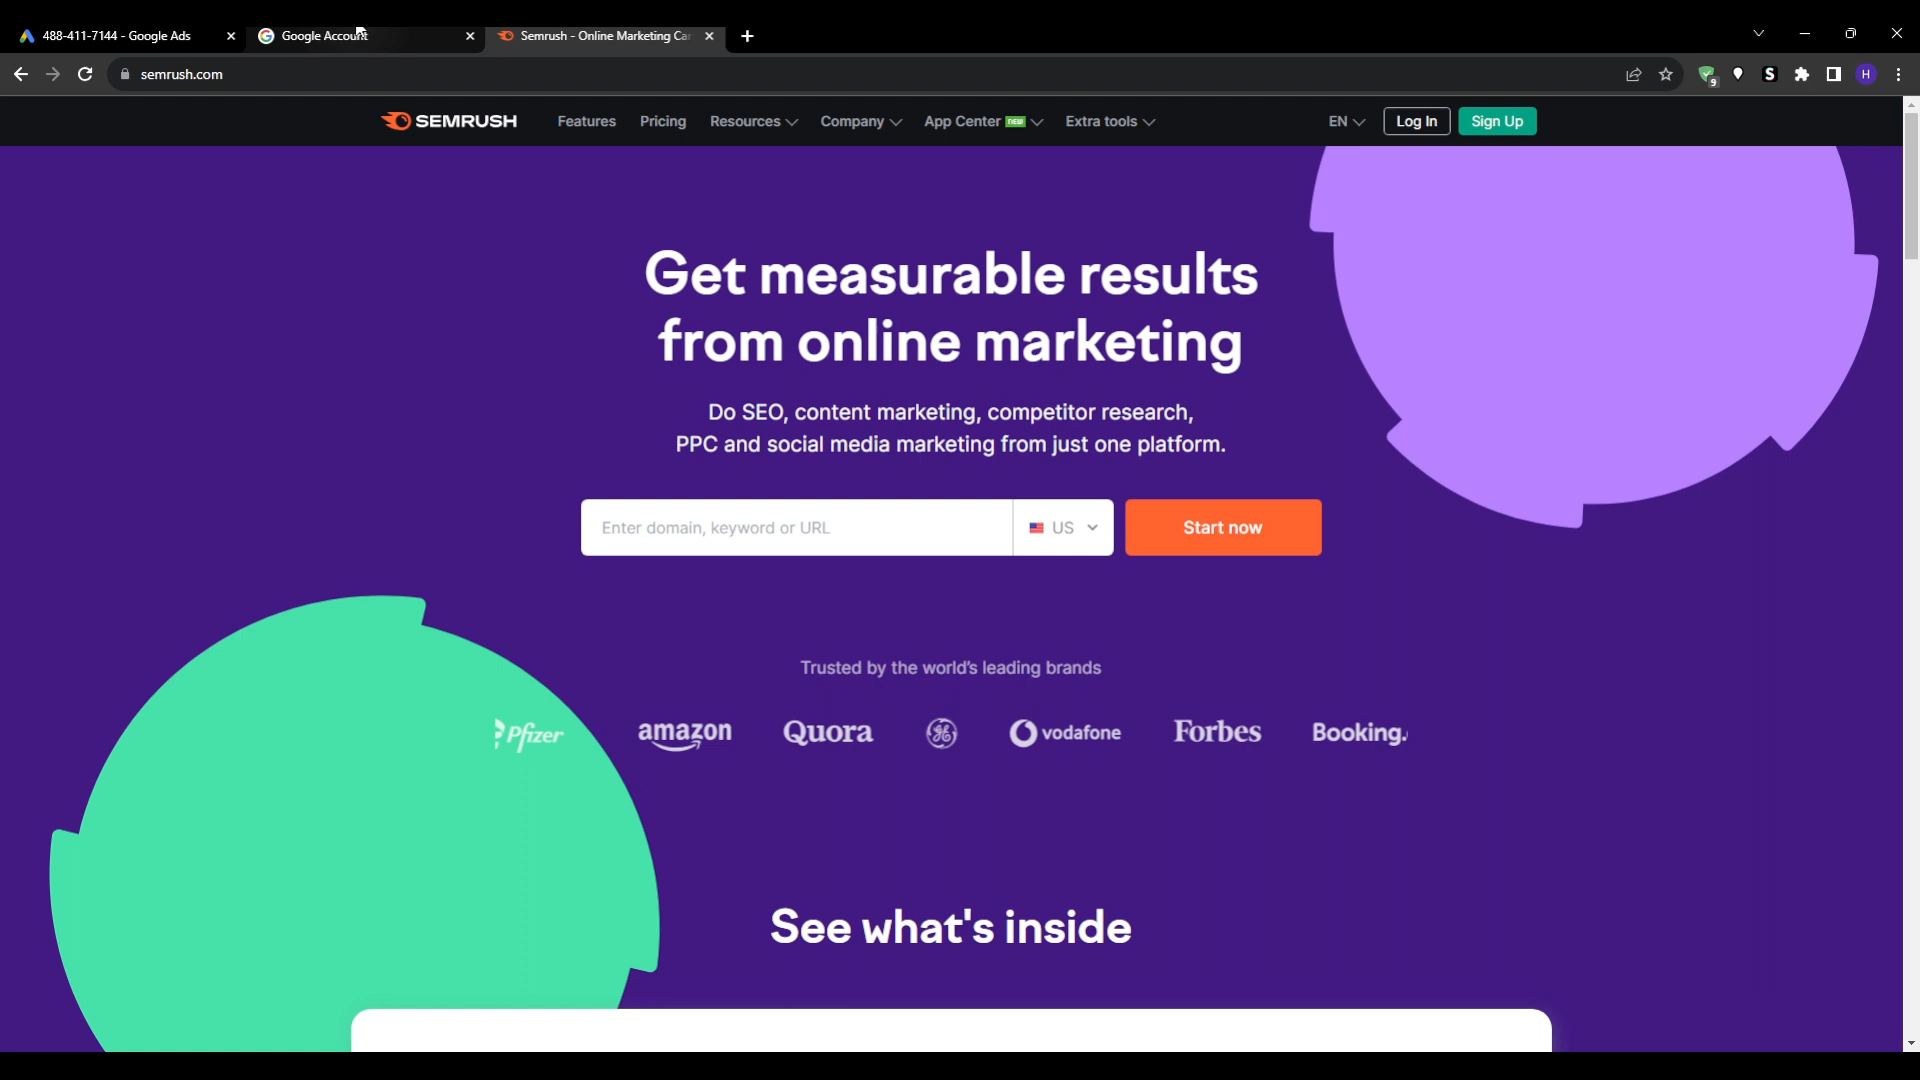 488-411-7144 - Google Ads
Google Account
Semrush - Online Marketing Ca
semrush.com
9
S
H
SEMRUSH
Features
Pricing
Resources
Company
App Center new
Extra tools
EN
Log In
Sign Up
Get measurable results
from online marketing
Do SEO, content marketing, competitor research,
PPC and social media marketing from just one platform.
Enter domain, keyword or URL
US
Start now
Trusted by the world's leading brands
Pfizer
amazon
Quora
GE
vodafone
Forbes
Booking.
See what's inside